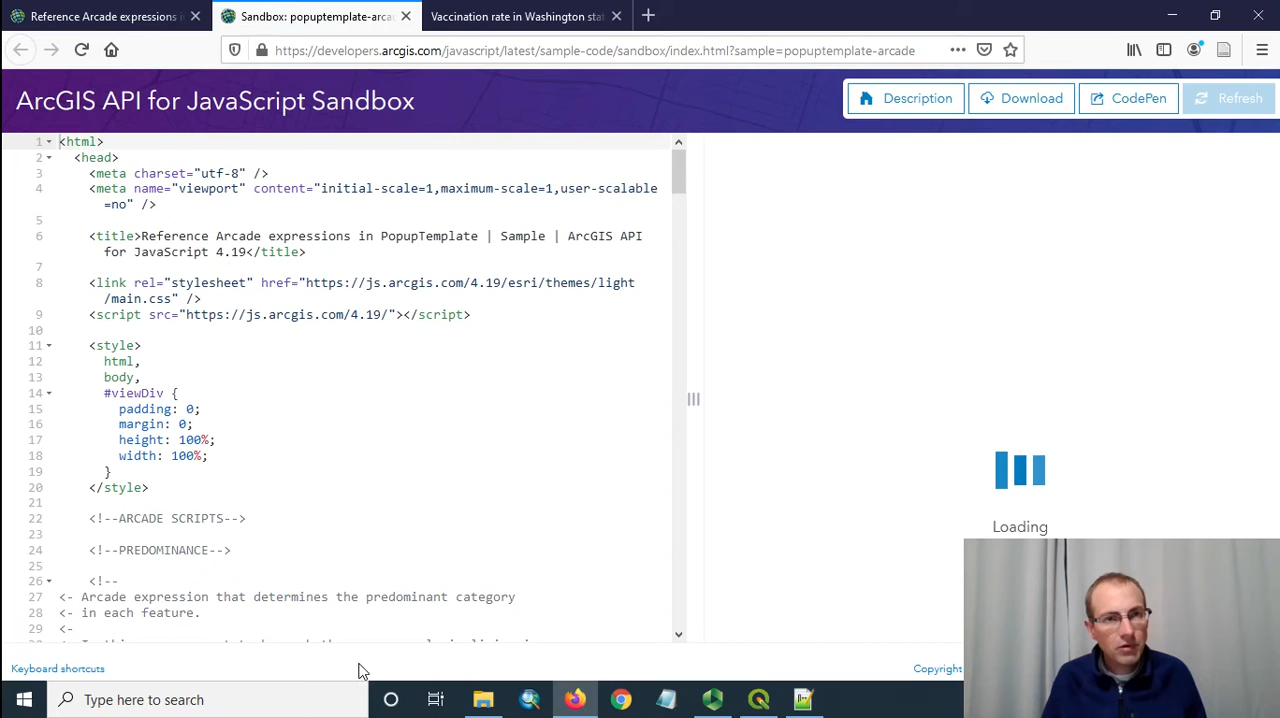 Reference Arcade expressions i
Sandbox: popuptemplate-arca
Vaccination rate in Washington stat
https://developers.arcgis.com/javascript/latest/sample-code/sandbox/index.html?sample=popuptemplate-arcade
ArcGIS API for JavaScript Sandbox
Description
Download
CodePen
Refresh
1 <html>
2 <head>
3 <meta charset="utf-8" />
4 <meta name="viewport" content="initial-scale=1,maximum-scale=1,user-scalable
=no" />
5
6 <title>Reference Arcade expressions in PopupTemplate | Sample | ArcGIS API
for JavaScript 4.19</title>
7
8 <link rel="stylesheet" href="https://js.arcgis.com/4.19/esri/themes/light
/main.css" />
9 <script src="https://js.arcgis.com/4.19/"></script>
10
11 <style>
12 html,
13 body,
14 #viewDiv {
15 padding: 0;
16 margin: 0;
17 height: 100%;
18 width: 100%;
19 }
20 </style>
21
22 <!--ARCADE SCRIPTS-->
23
24 <!--PREDOMINANCE-->
25
26 <!--
27 <- Arcade expression that determines the predominant category
28 <- in each feature.
29 <-
Loading
Keyboard shortcuts
Copyright
Type here to search